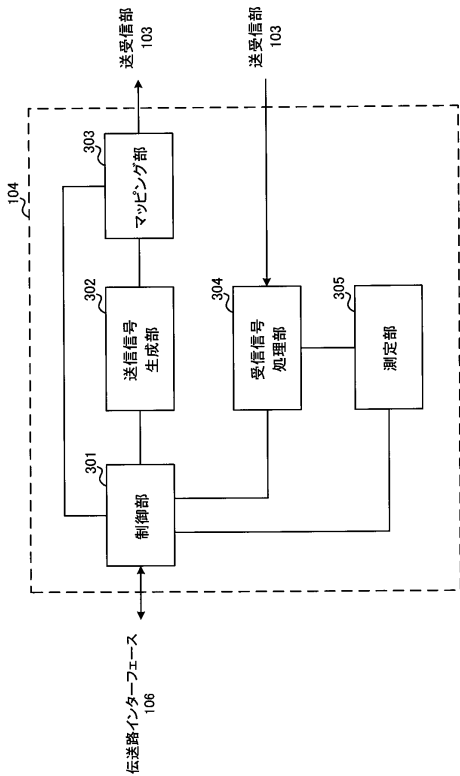 104
送受信部
103
送受信部
103
303
マッピング部
302
送信信号
生成部
304
受信信号
処理部
305
測定部
301
制御部
伝送路インターフェース
106